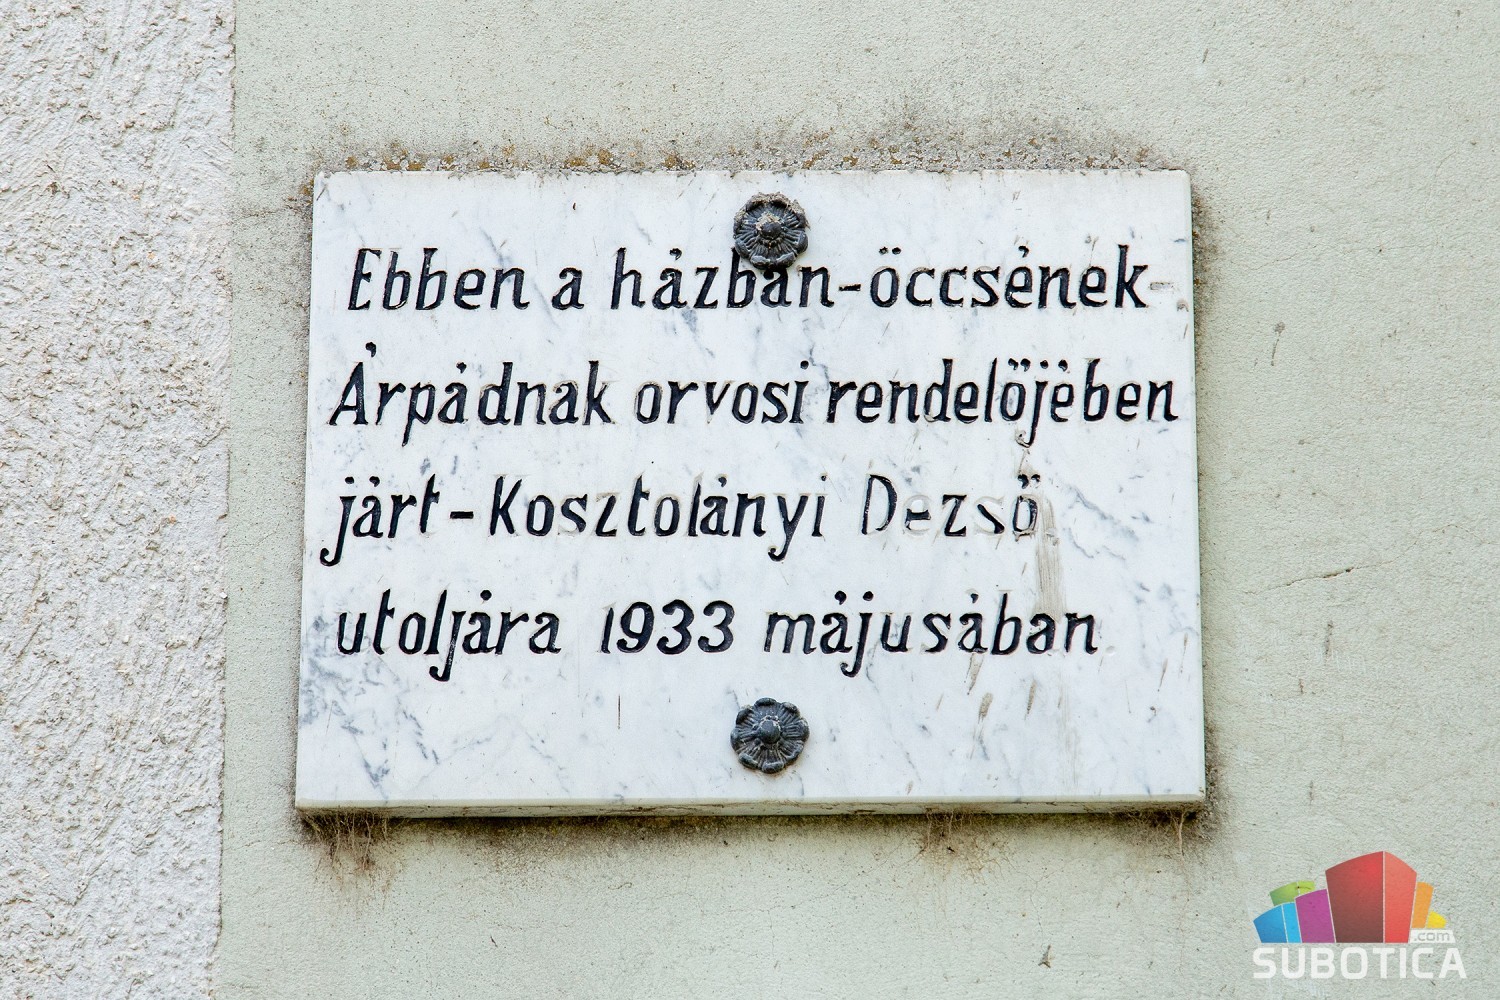 Ebben a házban-öccsének-
Árpádnak orvosi rendelőjében
járt-Kosztolányi Dezső
utoljára 1933 májusában.
.com
SUBOTICA